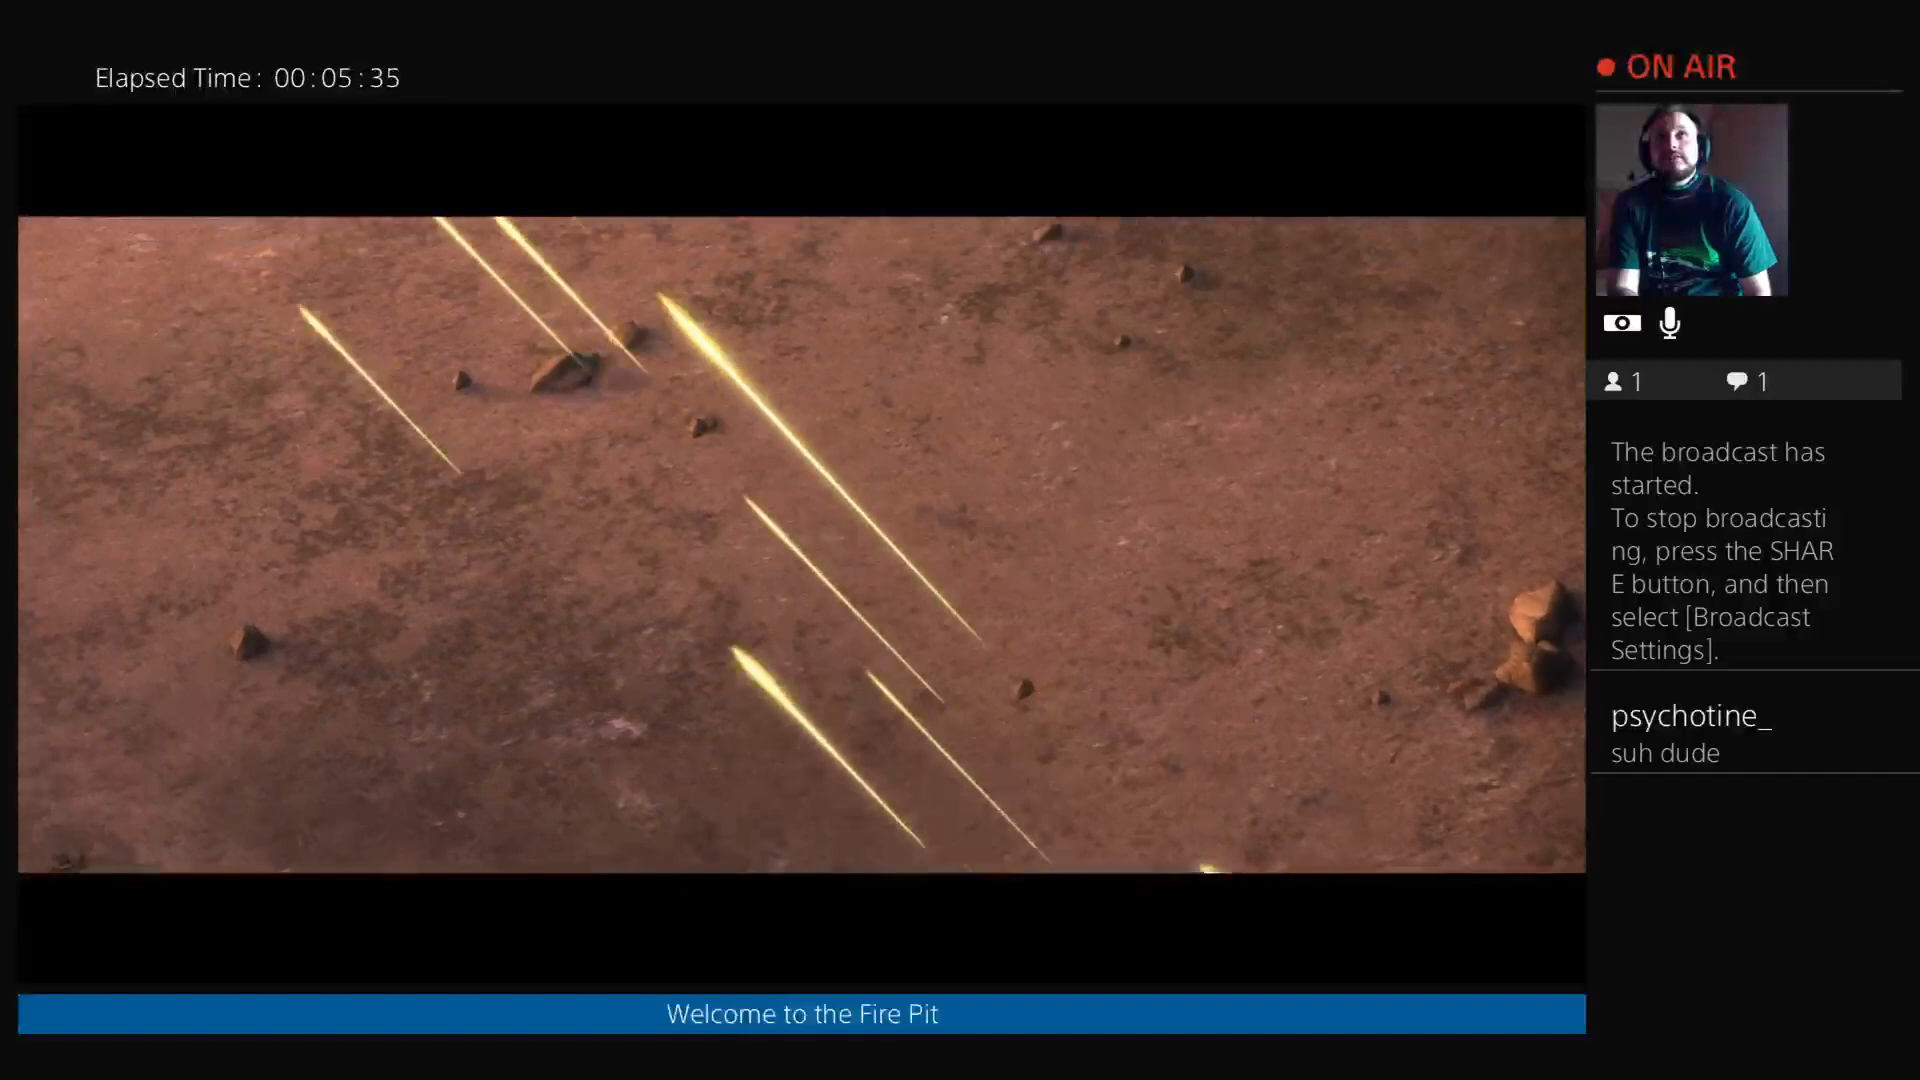 Elapsed Time: 00:05:35
ON AIR
1
1
The broadcast has
started.
To stop broadcasti
ng, press the SHAR
E button, and then
select [Broadcast
Settings].
psychotine_
suh dude
Welcome to the Fire Pit